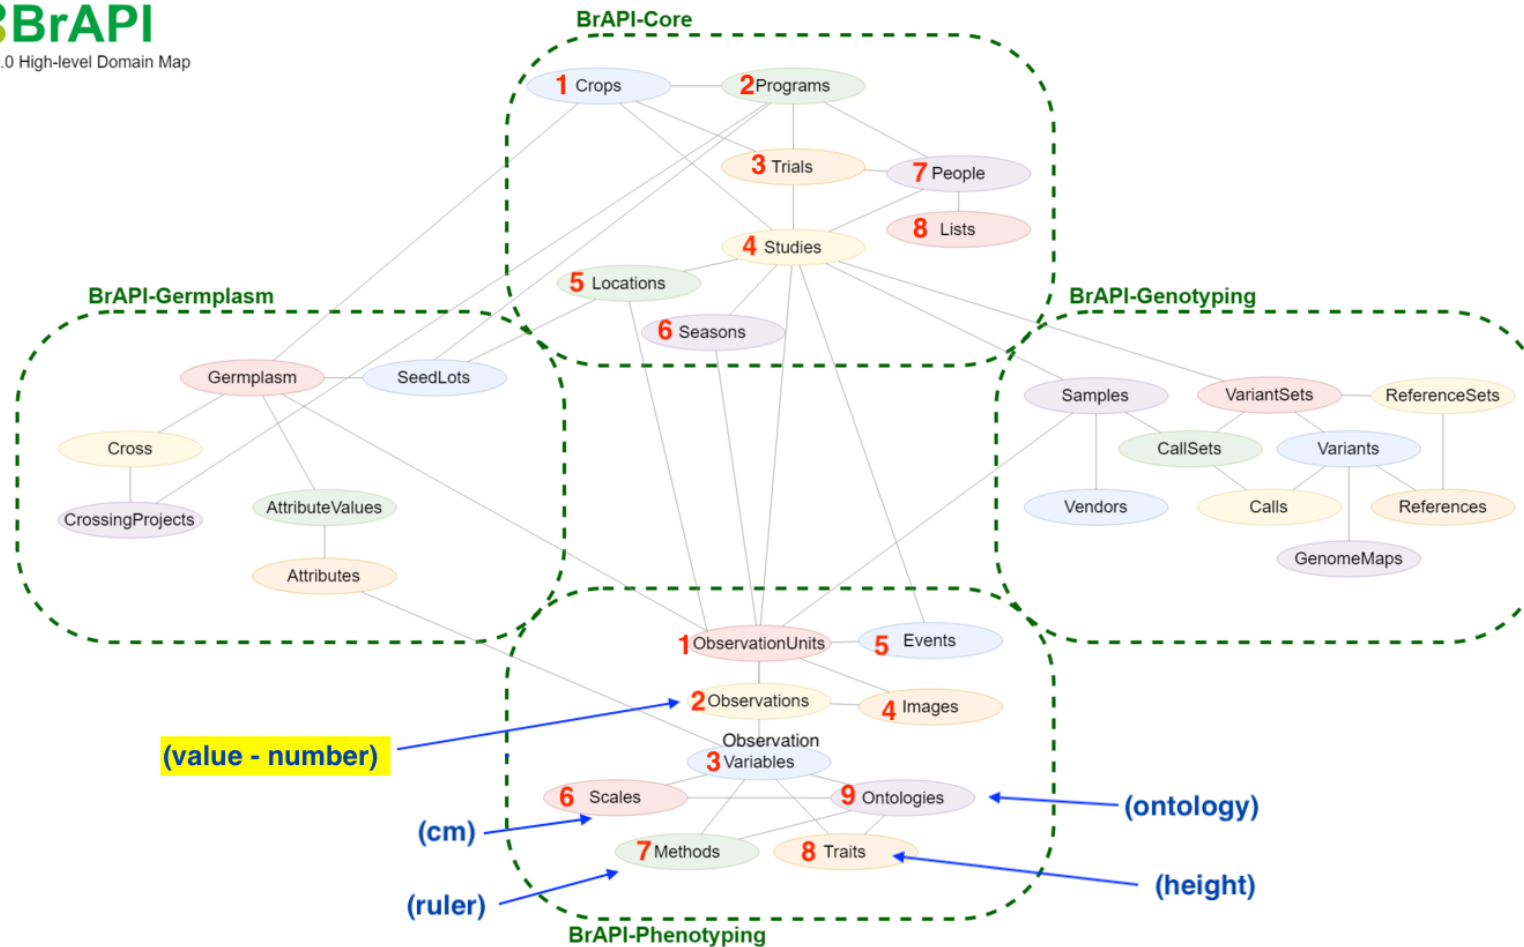 BrAPI
.0 High-level Domain Map
BrAPI-Core
1 Crops
2 Programs
3 Trials
7 People
8 Lists
4 Studies
5 Locations
6 Seasons
BrAPI-Germplasm
Germplasm
SeedLots
Cross
CrossingProjects
AttributeValues
Attributes
BrAPI-Genotyping
Samples
VariantSets
ReferenceSets
CallSets
Variants
Vendors
Calls
References
GenomeMaps
1 ObservationUnits
5 Events
2 Observations
4 Images
Observation
3 Variables
6 Scales
9 Ontologies
7 Methods
8 Traits
(value - number)
(cm)
(ruler)
(ontology)
(height)
BrAPI-Phenotyping